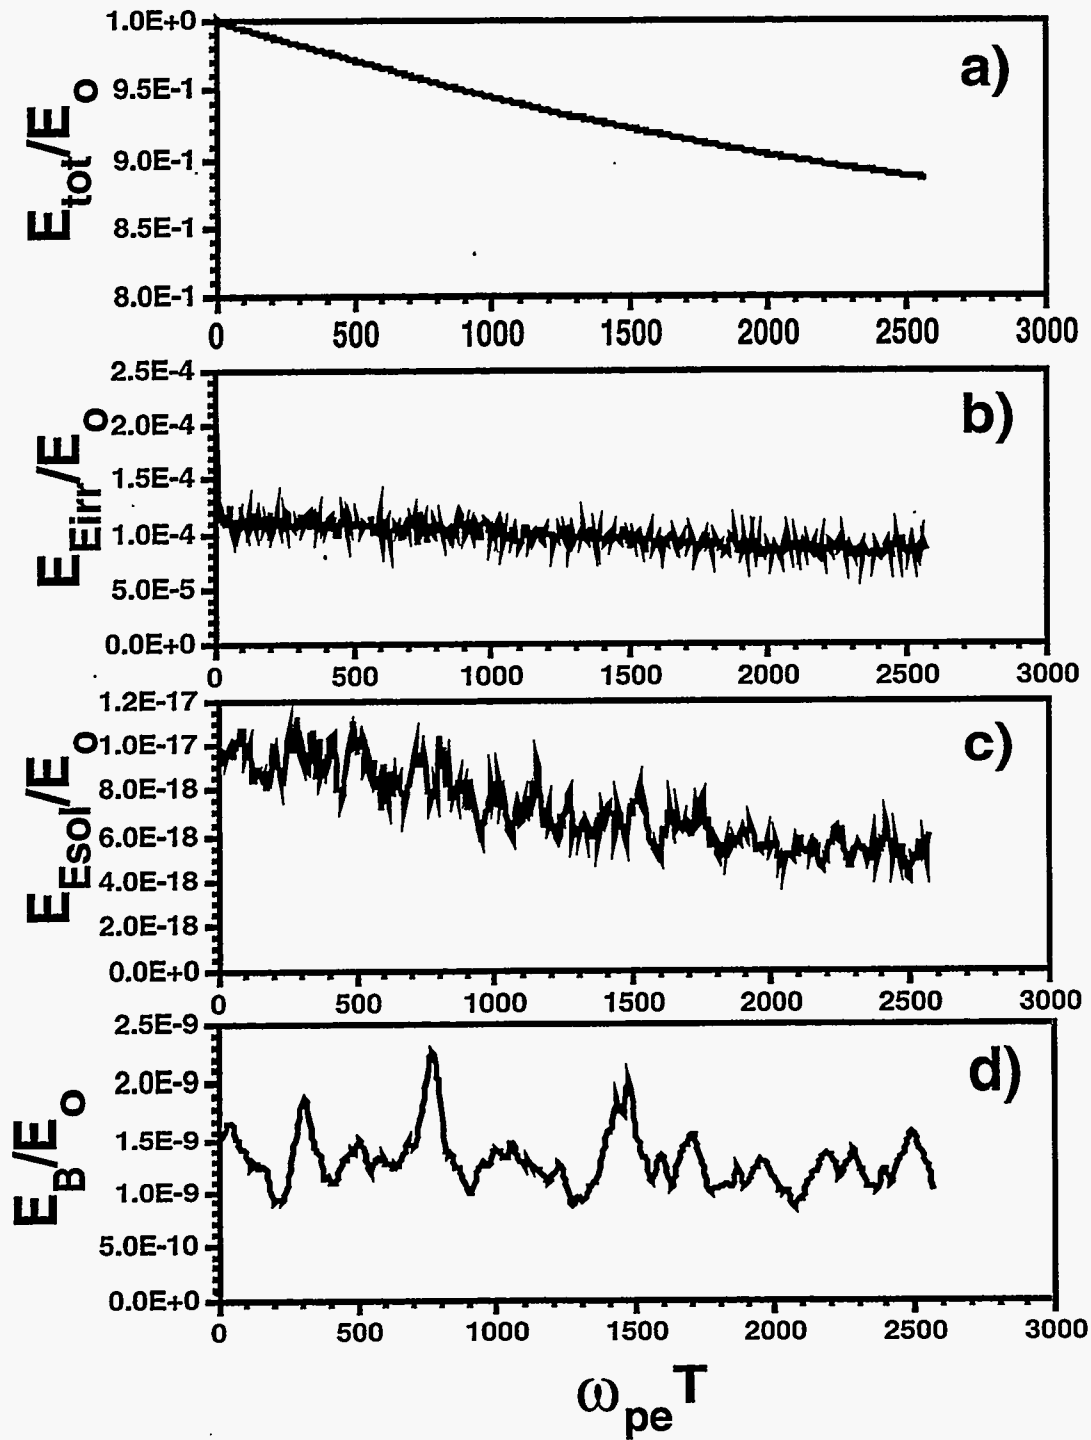 1.0E+0
9.5E-1
9.0E-1
8.5E-1
8.0E-1
E_tot/E_o
a)
0 500 1000 1500 2000 2500 3000
2.5E-4
2.0E-4
1.5E-4
1.0E-4
5.0E-5
0.0E+0
E_Eirr/E_o
b)
0 500 1000 1500 2000 2500 3000
1.2E-17
1.0E-17
8.0E-18
6.0E-18
4.0E-18
2.0E-18
0.0E+0
E_Esol/E_o
c)
0 500 1000 1500 2000 2500 3000
2.5E-9
2.0E-9
1.5E-9
1.0E-9
5.0E-10
0.0E+0
E_B/E_o
d)
0 500 1000 1500 2000 2500 3000
ω_pe T